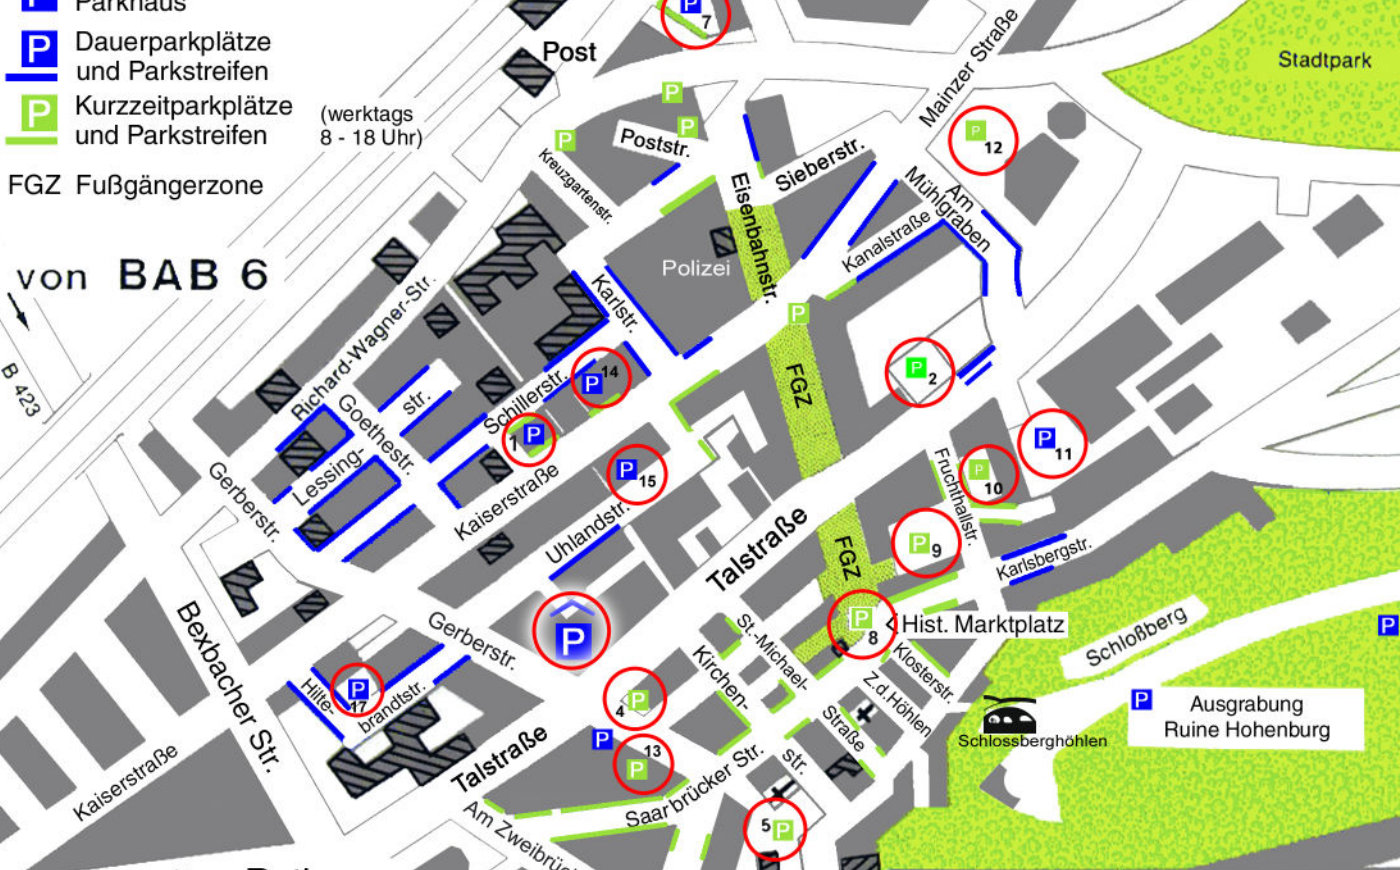 Parkhaus
P Dauerparkplätze
und Parkstreifen
P Kurzzeitparkplätze
und Parkstreifen
(werktags
8 - 18 Uhr)
FGZ Fußgängerzone
von BAB 6
B 423
Post
P 7
P
P
P
Poststr.
Kreuzgartenstr.
Mainzer Straße
Stadtpark
P 12
Sieberstr.
Eisenbahnstr.
Am
Mühlgraben
Kanalstraße
Polizei
Karlstr.
Richard-Wagner-Str.
P
FGZ
P 2
Schillerstr.
P 14
1 P
Goethestr.
str.
Lessing-
Gerberstr.
Kaiserstraße
P 15
Uhlandstr.
P 11
P 10
Fruchthallstr.
P 9
FGZ
Talstraße
Karlsbergstr.
P
P 8
Hist. Marktplatz
Schloßberg
P
Bexbacher Str.
Gerberstr.
St.-Michael-
Straße
Kirchen-
str.
Klosterstr.
Z.d.Höhlen
P 17
Hilte-
brandtstr.
4 P
P
13
P
P
Ausgrabung
Ruine Hohenburg
Schlossberghöhlen
Talstraße
Kaiserstraße
Saarbrücker Str.
Am Zweibrüc
5 P